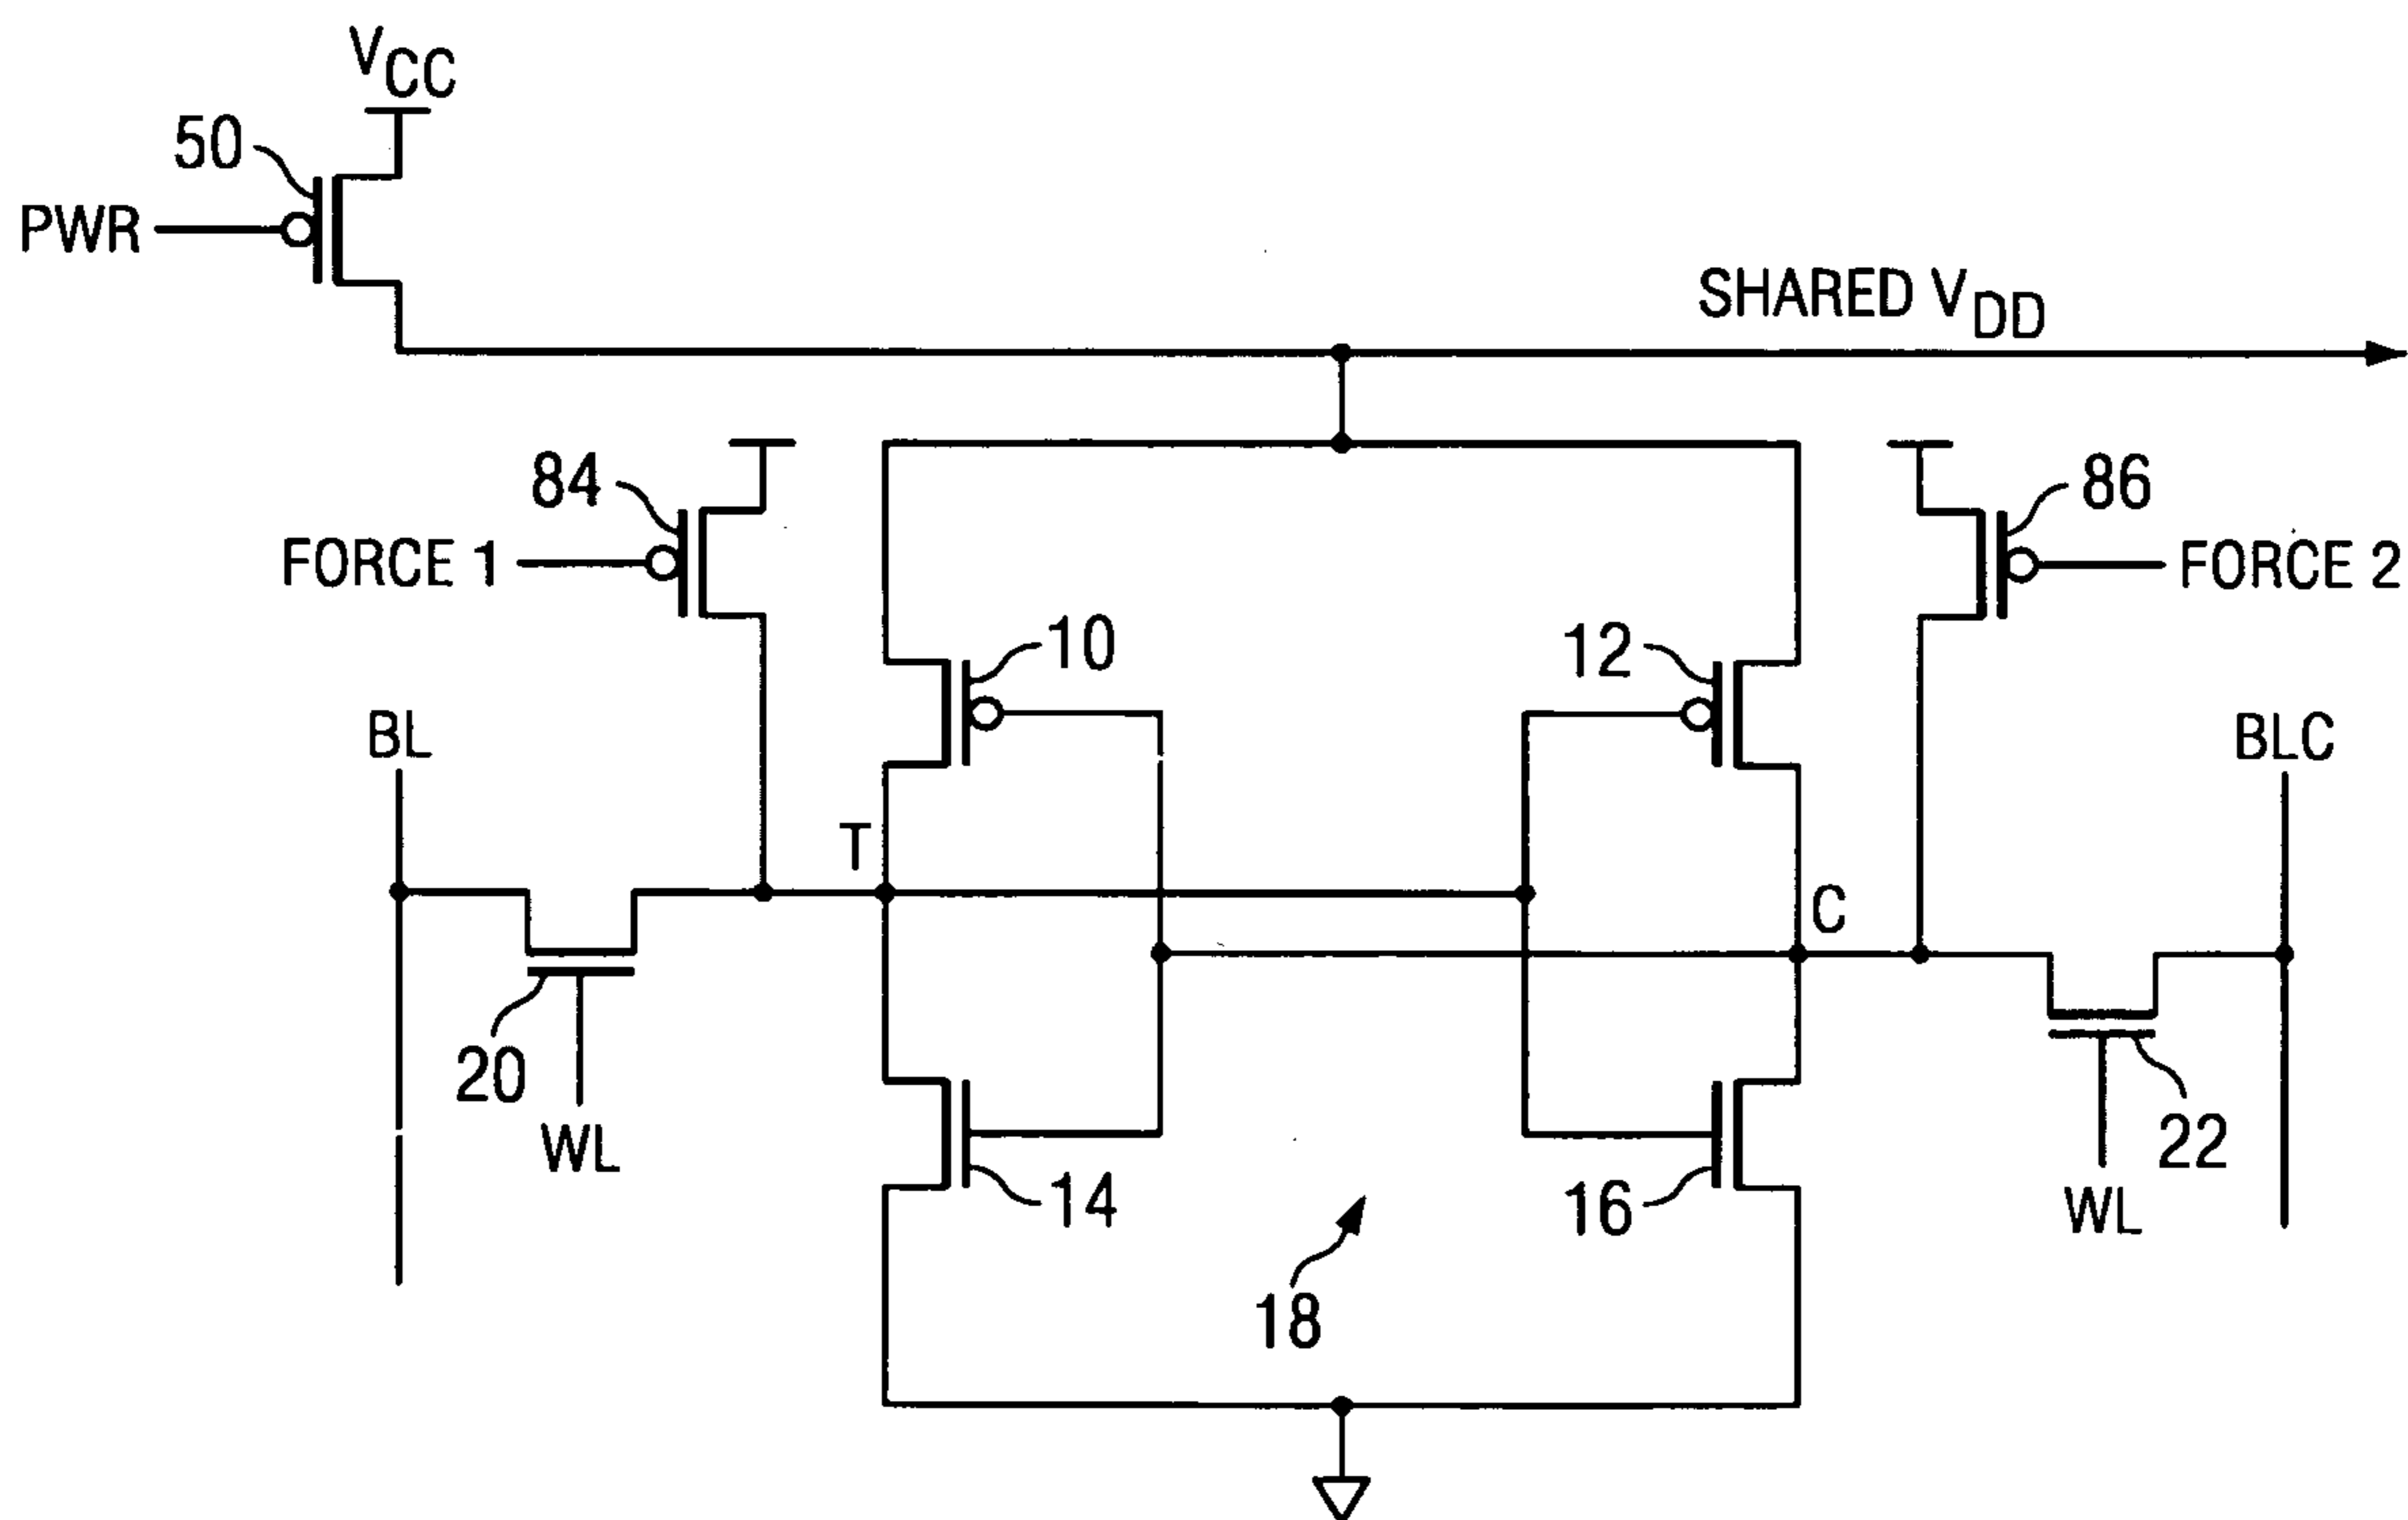 VCC
50
PWR
SHARED VDD
84
86
FORCE 1
FORCE 2
10
12
BL
BLC
T
C
20
WL
22
WL
14
16
18